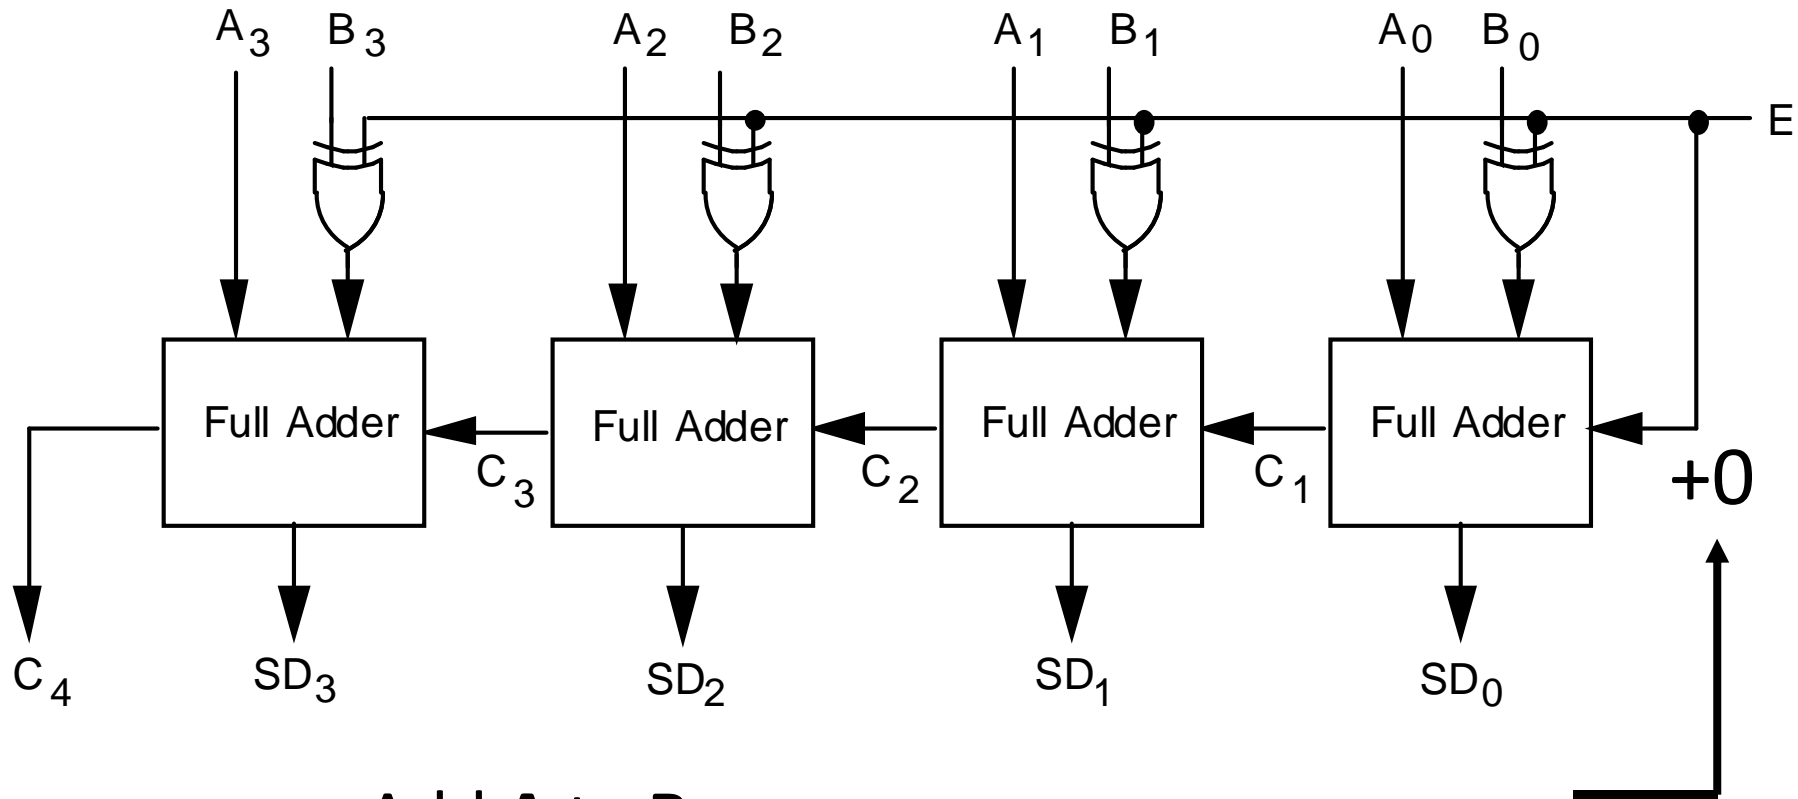 A3 B3 A2 B2 A1 B1 A0 B0
E
Full Adder Full Adder Full Adder Full Adder
C3 C2 C1 +0
C4 SD3 SD2 SD1 SD0